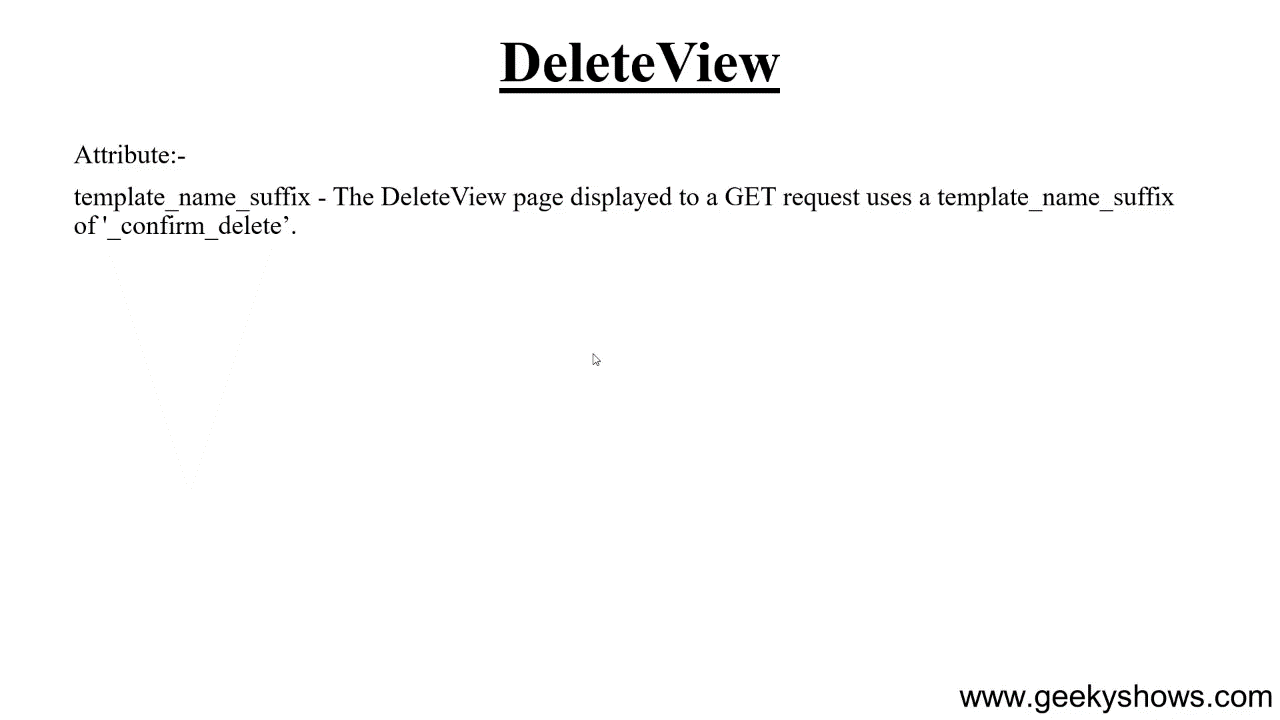 DeleteView
Attribute:-
template_name_suffix - The DeleteView page displayed to a GET request uses a template_name_suffix
of '_confirm_delete’.
www.geekyshows.com